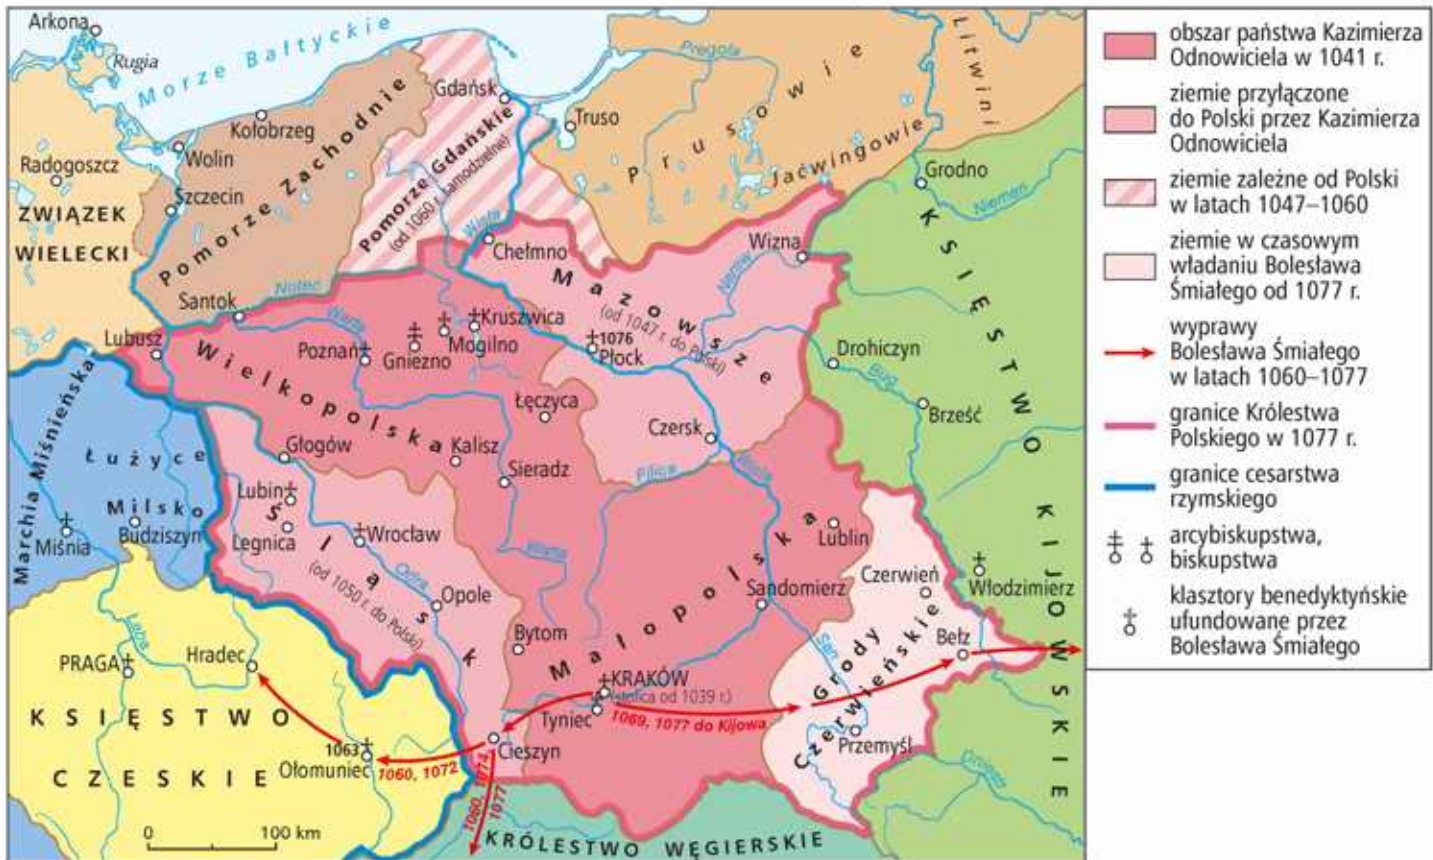 Arkona
Rugia
Morze Bałtyckie
Pregoła
Litwini
Gdańsk
Truso
Prusowie
Jaćwingowie
Kołobrzeg
Wolin
Radogoszcz
Szczecin
ZWIĄZEK
WIELECKI
Pomorze Zachodnie
Pomorze Gdańskie
(od 1060 r. samodzielne)
Grodno
Niemen
KSIĘSTWO KIJOWSKIE
Wisła
Chełmno
Wizna
Narew
Mazowsze
(od 1047 r. do Polski)
Santok
Noteć
Warta
Lubusz
Wielkopolska
Poznań
Gniezno
Mogilno
Kruszwica
1076
Płock
Drohiczyn
Bug
Brześć
Łęczyca
Czersk
Kalisz
Sieradz
Pilica
Wisła
Głogów
Marchia Miśnieńska
Łużyce
Milsko
Budziszyn
Miśnia
Lubin
Legnica
Śląsk
(od 1050 r. do Polski)
Wrocław
Odra
Opole
Warta
Lublin
Małopolska
Sandomierz
Czerwień
Włodzimierz
Bytom
San
Grody
Czerwieńskie
Bełz
Łaba
PRAGA
Hradec
KRAKÓW
(stolica od 1039 r.)
Tyniec
1069, 1077 do Kijowa
Przemyśl
KSIĘSTWO
CZESKIE
1063
Ołomuniec
1060, 1072
Cieszyn
1060, 1074,
1077
KRÓLESTWO WĘGIERSKIE
0 100 km
obszar państwa Kazimierza
Odnowiciela w 1041 r.
ziemie przyłączone
do Polski przez Kazimierza
Odnowiciela
ziemie zależne od Polski
w latach 1047–1060
ziemie w czasowym
władaniu Bolesława
Śmiałego od 1077 r.
wyprawy
Bolesława Śmiałego
w latach 1060–1077
granice Królestwa
Polskiego w 1077 r.
granice cesarstwa
rzymskiego
arcybiskupstwa,
biskupstwa
klasztory benedyktyńskie
ufundowane przez
Bolesława Śmiałego